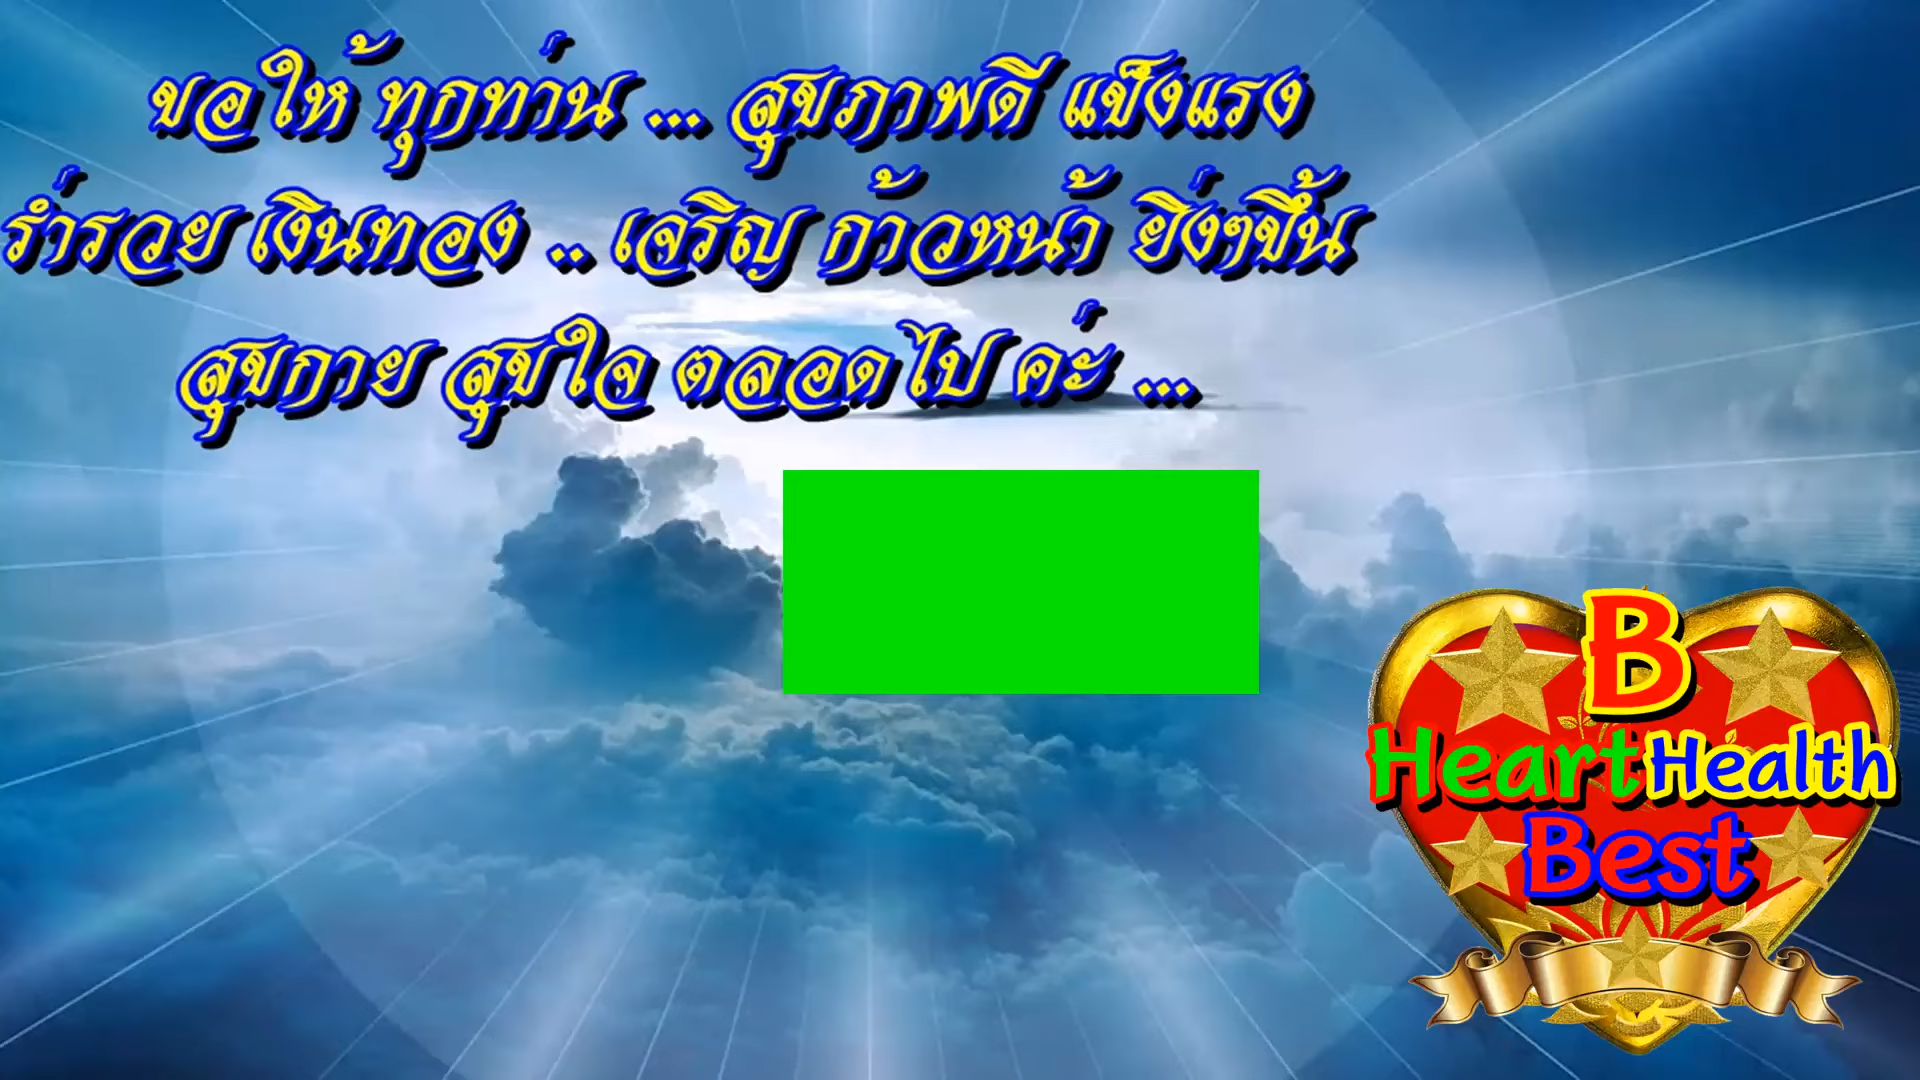 ขอให้ ทุกท่าน ... สุขภาพดี แข็งแรง
ร่ำรวย เงินทอง .. เจริญ ก้าวหน้า ยิ่งๆขึ้น
สุขกาย สุขใจ ตลอดไป ค่ะ ...
B
Heart Health
Best